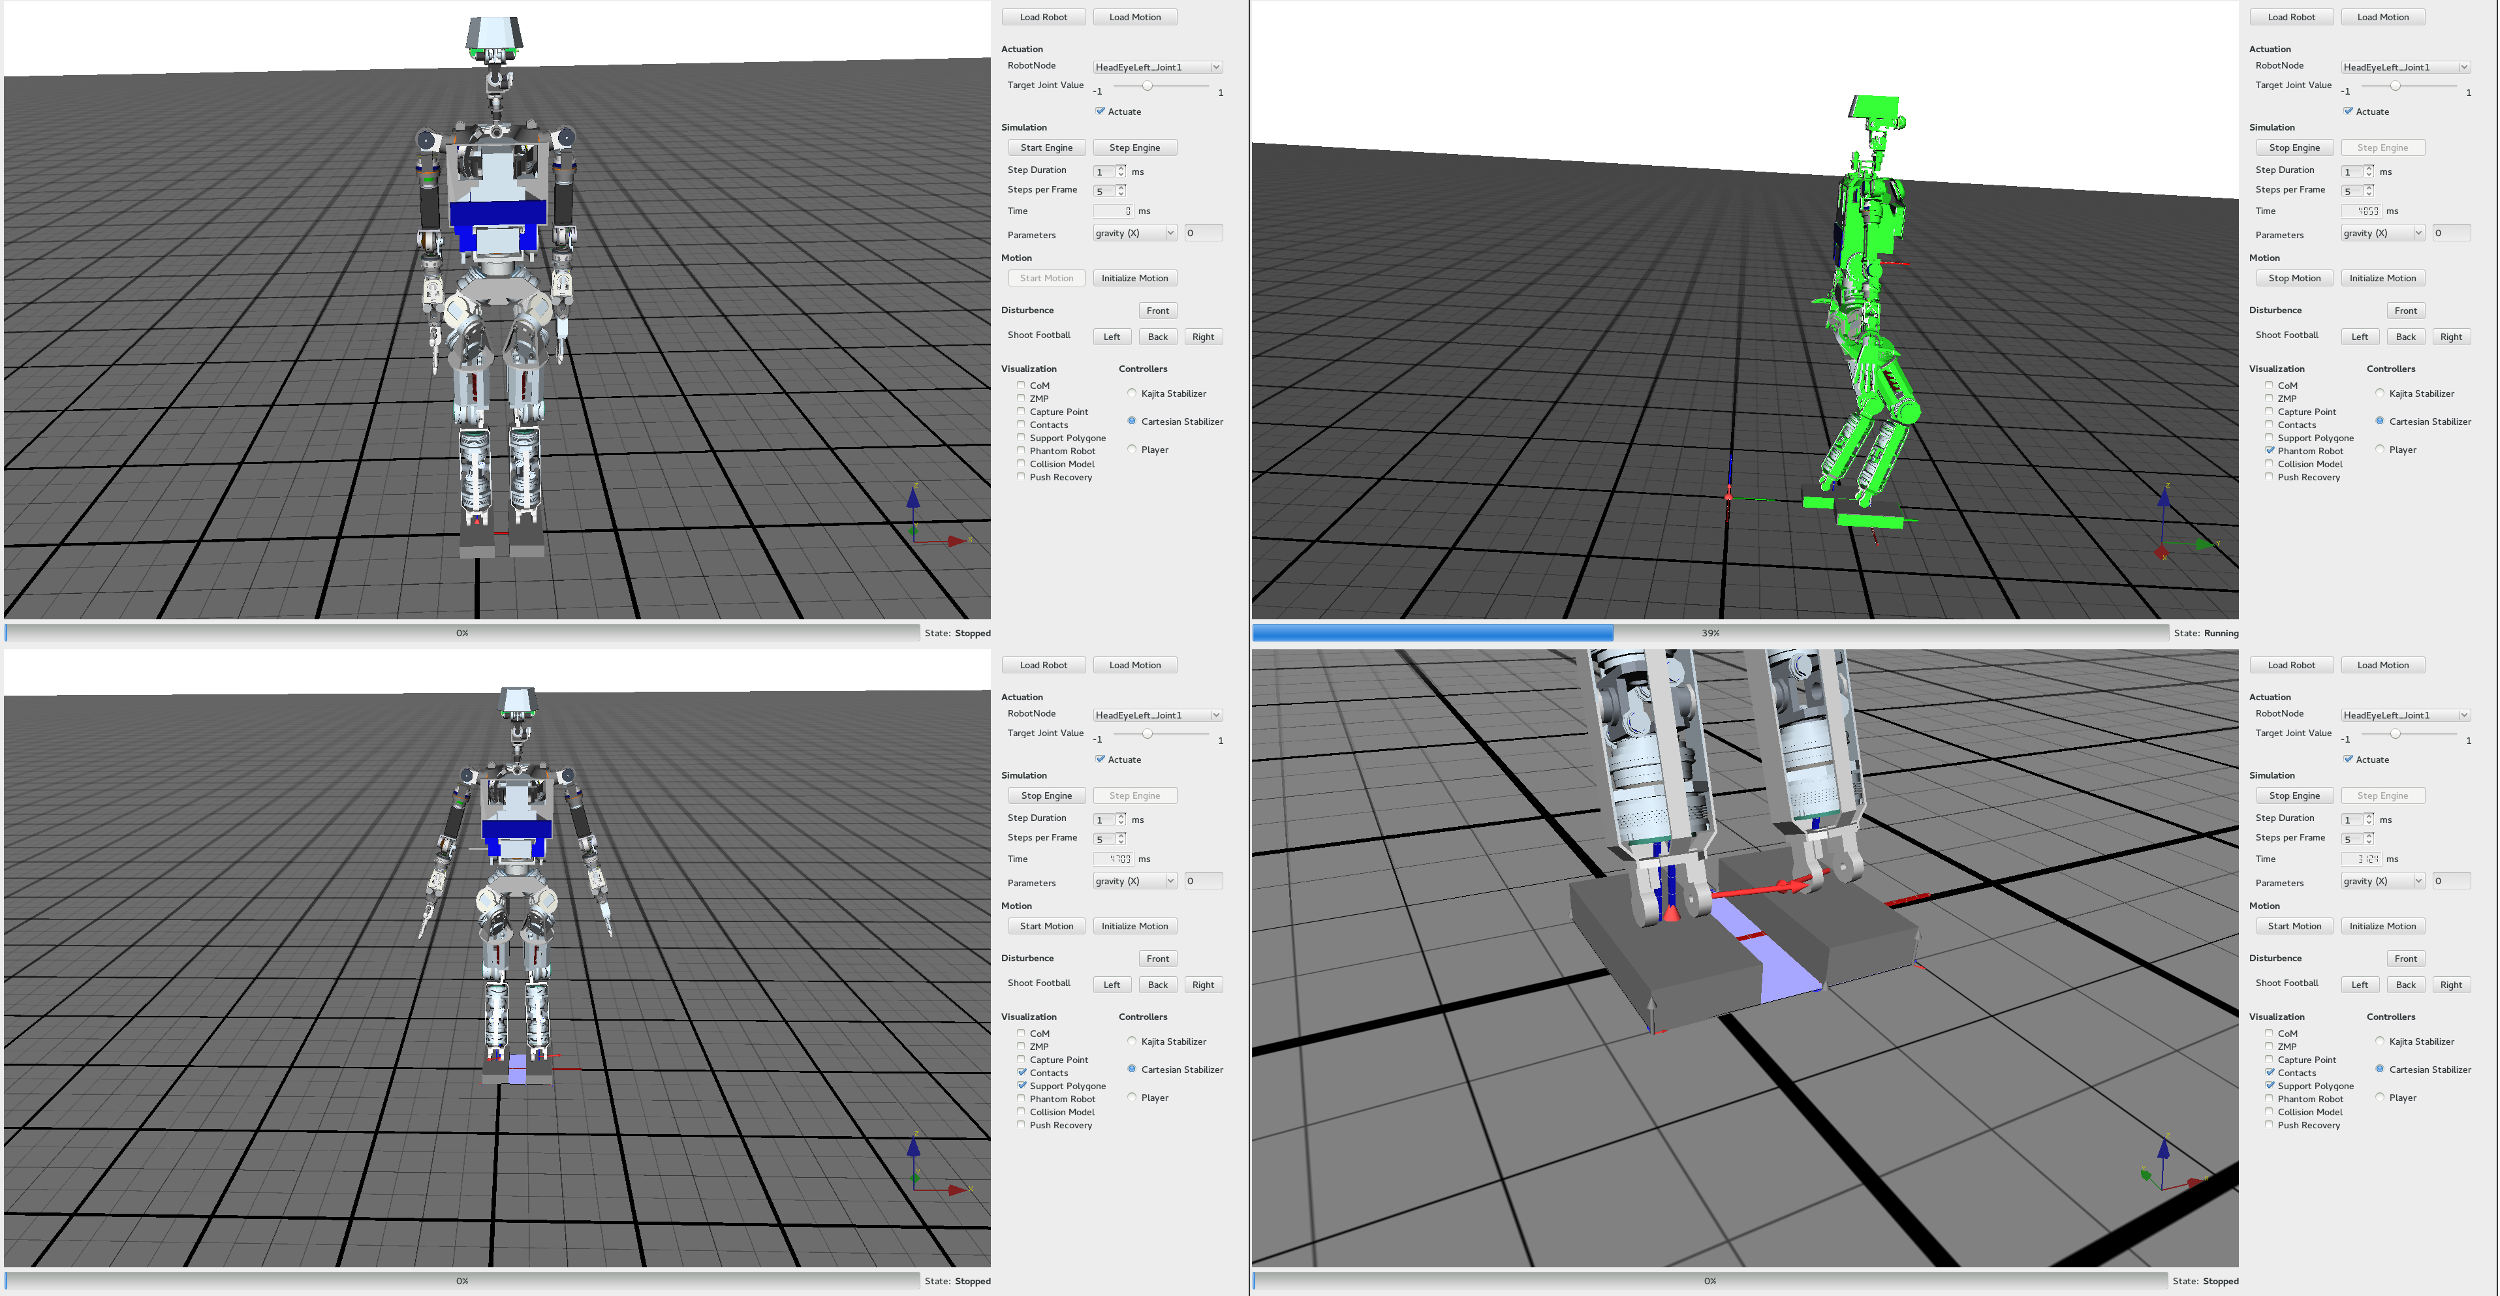 Load Robot Load Motion
Actuation
RobotNode HeadEyeLeft_Joint1
Target Joint Value -1 1
Actuate
Simulation
Start Engine Step Engine
Step Duration 1 ms
Steps per Frame 5
Time 0 ms
Parameters gravity (X) 0
Motion
Start Motion Initialize Motion
Disturbence Front
Shoot Football Left Back Right
Visualization Controllers
CoM
Kajita Stabilizer
ZMP
Capture Point
Cartesian Stabilizer
Contacts
Support Polygone
Phantom Robot Player
Collision Model
Push Recovery
0% State: Stopped
Load Robot Load Motion
Actuation
RobotNode HeadEyeLeft_Joint1
Target Joint Value -1 1
Actuate
Simulation
Stop Engine Step Engine
Step Duration 1 ms
Steps per Frame 5
Time ms
Parameters gravity (X) 0
Motion
Stop Motion Initialize Motion
Disturbence Front
Shoot Football Left Back Right
Visualization Controllers
CoM
Kajita Stabilizer
ZMP
Capture Point
Cartesian Stabilizer
Contacts
Support Polygone
Phantom Robot Player
Collision Model
Push Recovery
39% State: Running
Load Robot Load Motion
Actuation
RobotNode HeadEyeLeft_Joint1
Target Joint Value -1 1
Actuate
Simulation
Stop Engine Step Engine
Step Duration 1 ms
Steps per Frame 5
Time ms
Parameters gravity (X) 0
Motion
Start Motion Initialize Motion
Disturbence Front
Shoot Football Left Back Right
Visualization Controllers
CoM
Kajita Stabilizer
ZMP
Capture Point
Cartesian Stabilizer
Contacts
Support Polygone
Phantom Robot Player
Collision Model
Push Recovery
0% State: Stopped
Load Robot Load Motion
Actuation
RobotNode HeadEyeLeft_Joint1
Target Joint Value -1 1
Actuate
Simulation
Stop Engine Step Engine
Step Duration 1 ms
Steps per Frame 5
Time ms
Parameters gravity (X) 0
Motion
Start Motion Initialize Motion
Disturbence Front
Shoot Football Left Back Right
Visualization Controllers
CoM
Kajita Stabilizer
ZMP
Capture Point
Cartesian Stabilizer
Contacts
Support Polygone
Phantom Robot Player
Collision Model
Push Recovery
0% State: Stopped